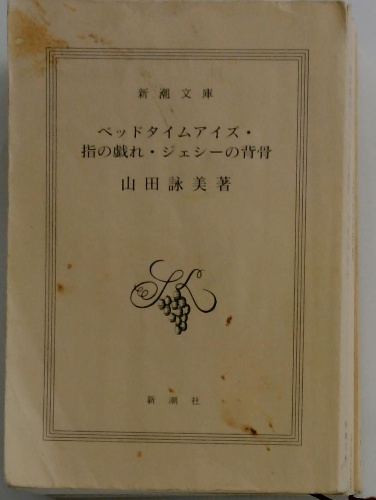 新潮文庫
ベッドタイムアイズ・
指の戯れ・ジェシーの背骨
山田詠美著
新潮社